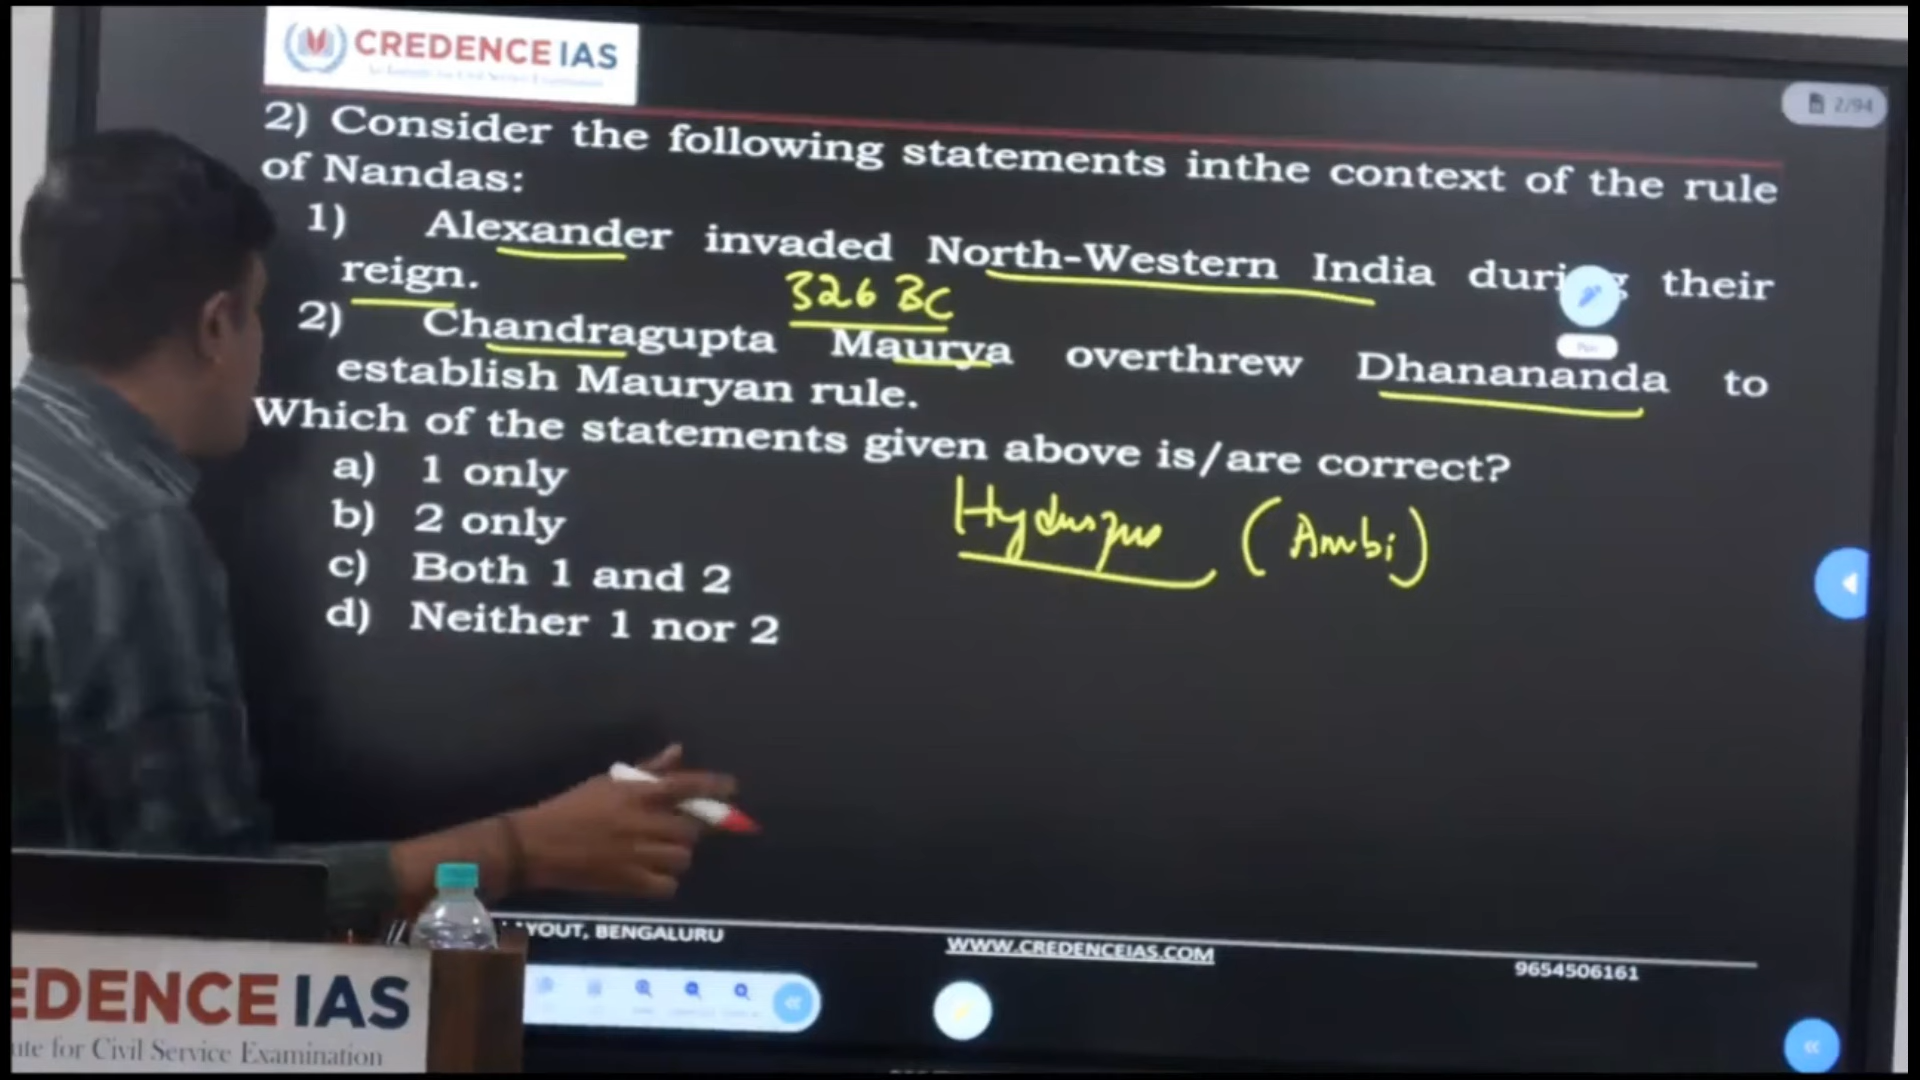 CREDENCE IAS
2/94
2) Consider the following statements inthe context of the rule
of Nandas:
1) Alexander invaded North-Western India during their
reign.
326 BC
2) Chandragupta Maurya overthrew Dhanananda to
establish Mauryan rule.
Which of the statements given above is/are correct?
a) 1 only
b) 2 only
(Ambi)
c) Both 1 and 2
d) Neither 1 nor 2
YOUT, BENGALURU
WWW.CREDENCEIAS.COM
9654506161
EDENCE IAS
ute for Civil Service Examination